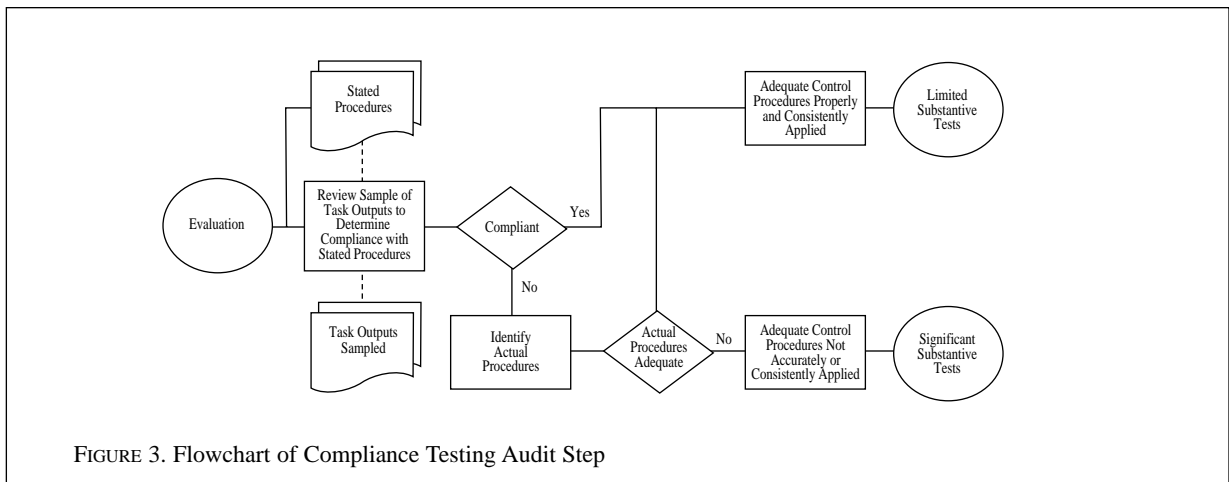 Stated
Procedures
Adequate Control
Procedures Properly
and Consistently
Applied
Limited
Substantive
Tests
Evaluation
Review Sample of
Task Outputs to
Determine
Compliance with
Stated Procedures
Compliant
Yes
No
Task Outputs
Sampled
Identify
Actual
Procedures
Actual
Procedures
Adequate
No
Adequate Control
Procedures Not
Accurately or
Consistently Applied
Significant
Substantive
Tests
FIGURE 3. Flowchart of Compliance Testing Audit Step